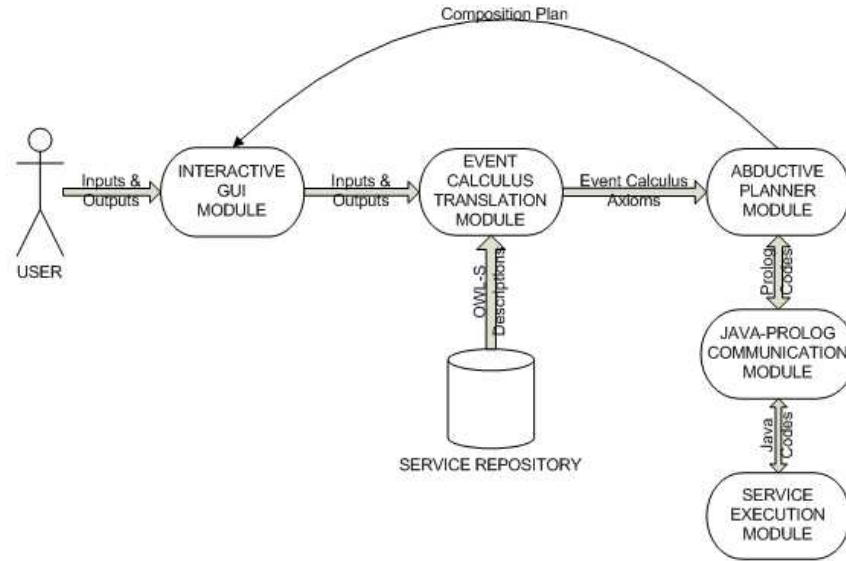 Composition Plan
INTERACTIVE
GUI
MODULE
EVENT
CALCULUS
TRANSLATION
MODULE
ABDUCTIVE
PLANNER
MODULE
Inputs &
Outputs
Inputs &
Outputs
Event Calculus
Axioms
USER
OWL-S
Descriptions
Prolog
Codes
JAVA-PROLOG
COMMUNICATION
MODULE
Java
Codes
SERVICE REPOSITORY
SERVICE
EXECUTION
MODULE